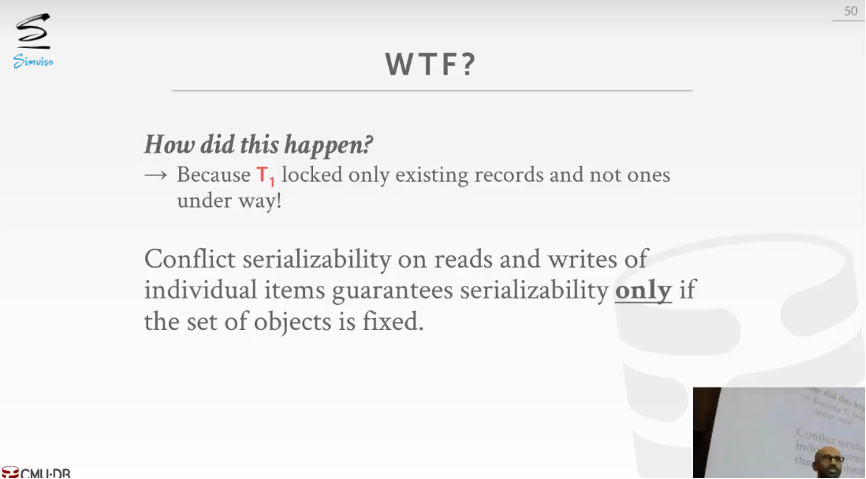 50
Simviso
WTF?
How did this happen?
→ Because T1 locked only existing records and not ones
under way!
Conflict serializability on reads and writes of
individual items guarantees serializability only if
the set of objects is fixed.
CMU·DB